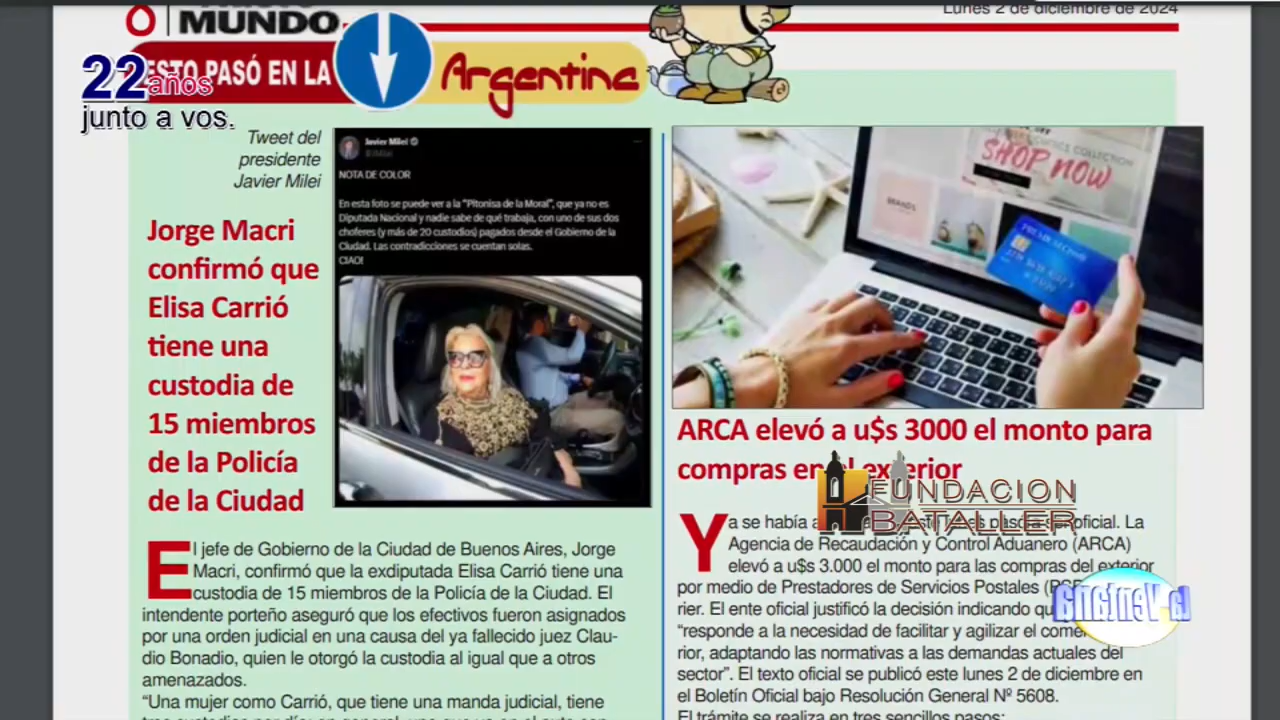 NUEVO
MUNDO
Lunes 2 de diciembre de 2024
ESTO PASÓ EN LA
Argentina
22 años
junto a vos.
Tweet del
presidente
Javier Milei
Javier Milei
@JMilei
NOTA DE COLOR
En esta foto se puede ver a la "Pitonisa de la Moral", que ya no es
Diputada Nacional y nadie sabe de qué trabaja, con uno de sus dos
choferes (y más de 20 custodios) pagados desde el Gobierno de la
Ciudad. Las contradicciones se cuentan solas.
CIAO!
Jorge Macri
confirmó que
Elisa Carrió
tiene una
custodia de
15 miembros
de la Policía
de la Ciudad
El jefe de Gobierno de la Ciudad de Buenos Aires, Jorge
Macri, confirmó que la exdiputada Elisa Carrió tiene una
custodia de 15 miembros de la Policía de la Ciudad. El
intendente porteño aseguró que los efectivos fueron asignados
por una orden judicial en una causa del ya fallecido juez Clau-
dio Bonadio, quien le otorgó la custodia al igual que a otros
amenazados.
“Una mujer como Carrió, que tiene una manda judicial, tiene
COLLECTION
SHOP NOW
BRANDS
ARCA elevó a u$s 3000 el monto para
compras en el exterior
FUNDACION
BATALLER
Ya se había
oficial. La
Agencia de Recaudación y Control Aduanero (ARCA)
elevó a u$s 3.000 el monto para las compras del exterior
por medio de Prestadores de Servicios Postales
rier. El ente oficial justificó la decisión indicando
“responde a la necesidad de facilitar y agilizar el
rior, adaptando las normativas a las demandas actuales del
sector”. El texto oficial se publicó este lunes 2 de diciembre en
el Boletín Oficial bajo Resolución General Nº 5608.
El trámite se realiza en tres sencillos pasos: